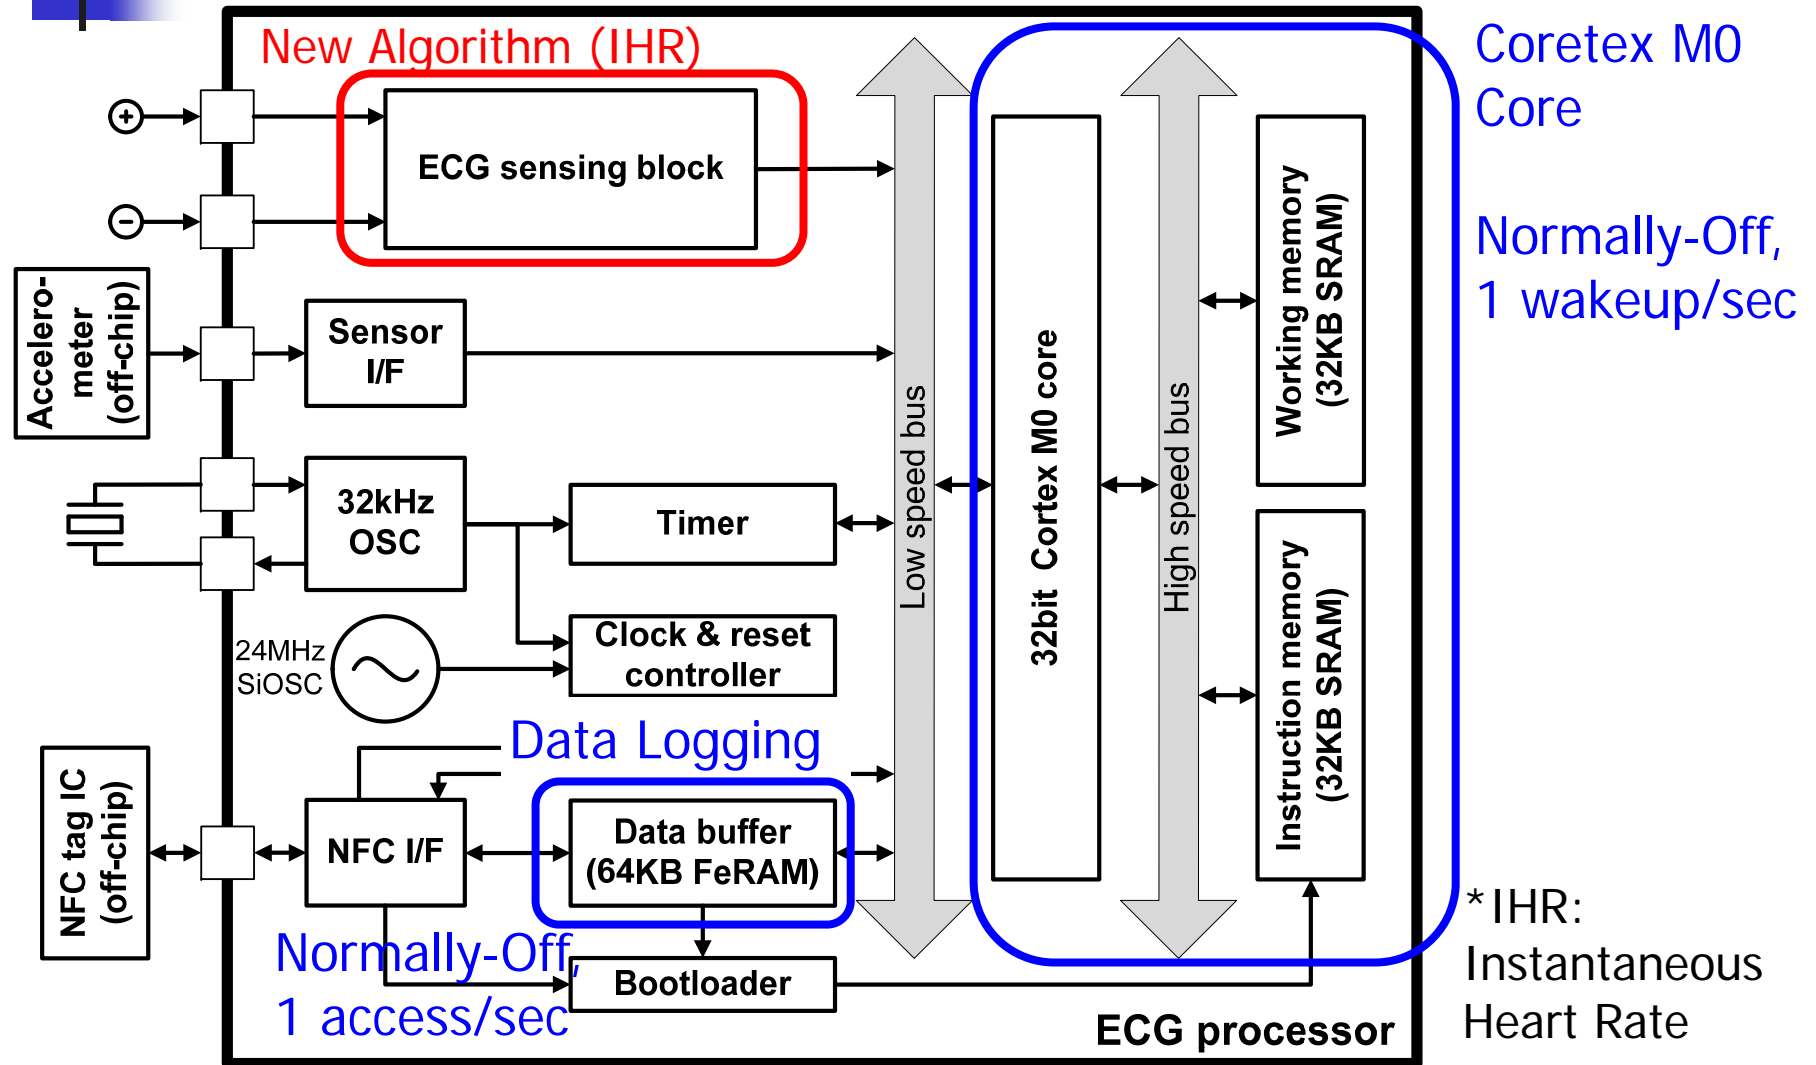 New Algorithm (IHR)
Coretex M0
Core
Normally-Off,
1 wakeup/sec
+
ECG sensing block
−
Accelero-
meter
(off-chip)
Sensor
I/F
32kHz
OSC
Timer
24MHz
SiOSC
Clock & reset
controller
Low speed bus
32bit Cortex M0 core
High speed bus
Working memory
(32KB SRAM)
Instruction memory
(32KB SRAM)
Data Logging
NFC tag IC
(off-chip)
NFC I/F
Data buffer
(64KB FeRAM)
Normally-Off,
1 access/sec
Bootloader
ECG processor
*IHR:
Instantaneous
Heart Rate